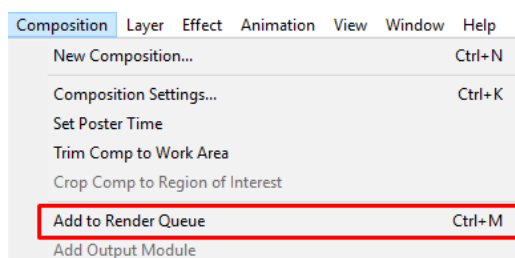 Composition Layer Effect Animation View Window Help
New Composition... Ctrl+N
Composition Settings... Ctrl+K
Set Poster Time
Trim Comp to Work Area
Crop Comp to Region of Interest
Add to Render Queue Ctrl+M
Add Output Module